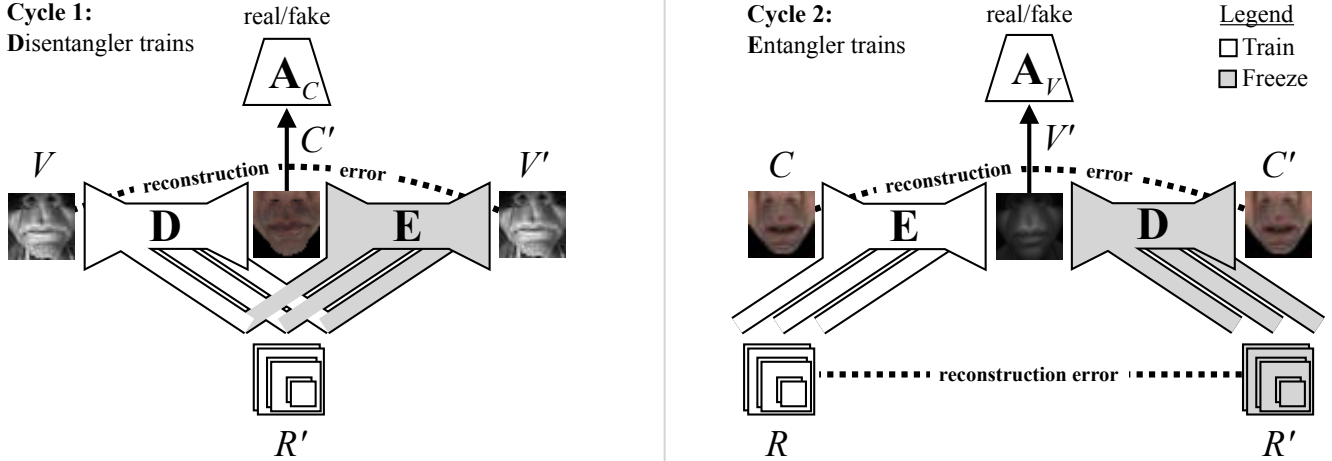 Cycle 1:
Disentangler trains
real/fake
A_C
C'
V
reconstruction error
V'
D
E
R'
Cycle 2:
Entangler trains
real/fake
A_V
V'
Legend
Train
Freeze
C
reconstruction error
C'
E
D
reconstruction error
R
R'